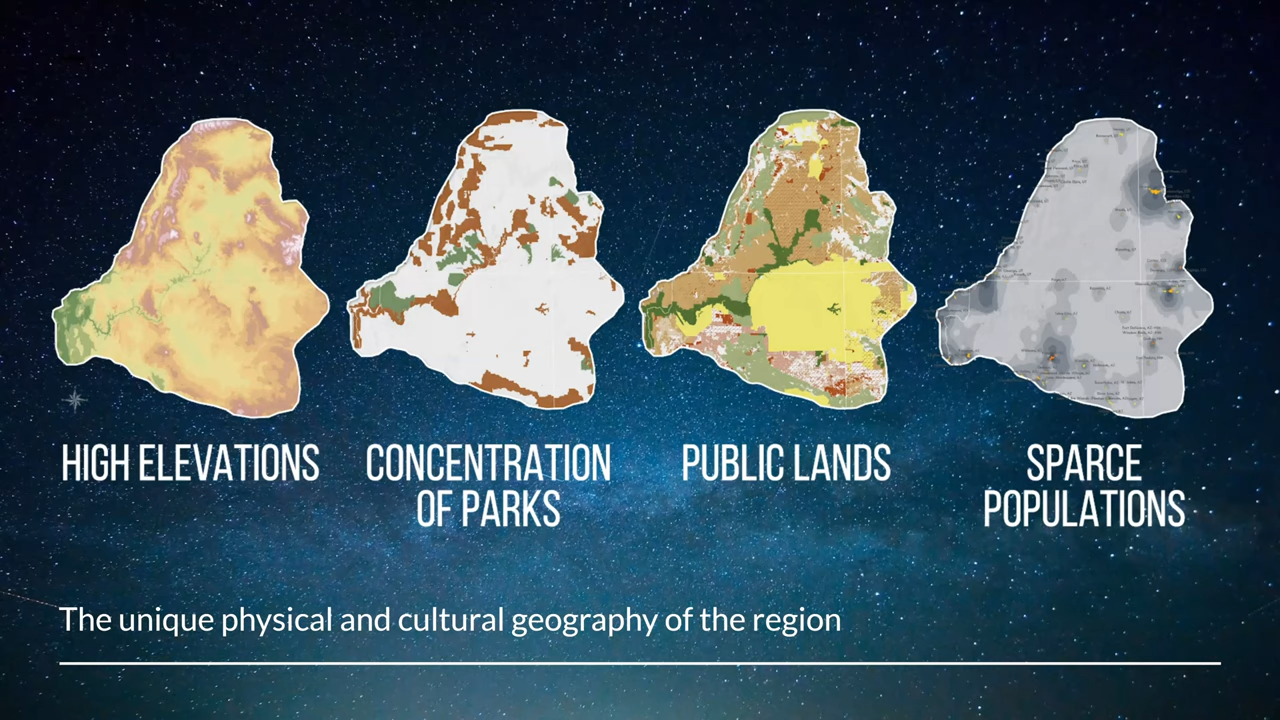 HIGH ELEVATIONS
CONCENTRATION
OF PARKS
PUBLIC LANDS
SPARCE
POPULATIONS
The unique physical and cultural geography of the region